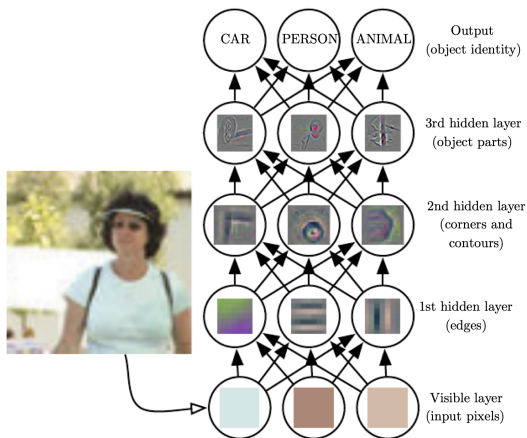 CAR
PERSON
ANIMAL
Output
(object identity)
3rd hidden layer
(object parts)
2nd hidden layer
(corners and
contours)
1st hidden layer
(edges)
Visible layer
(input pixels)